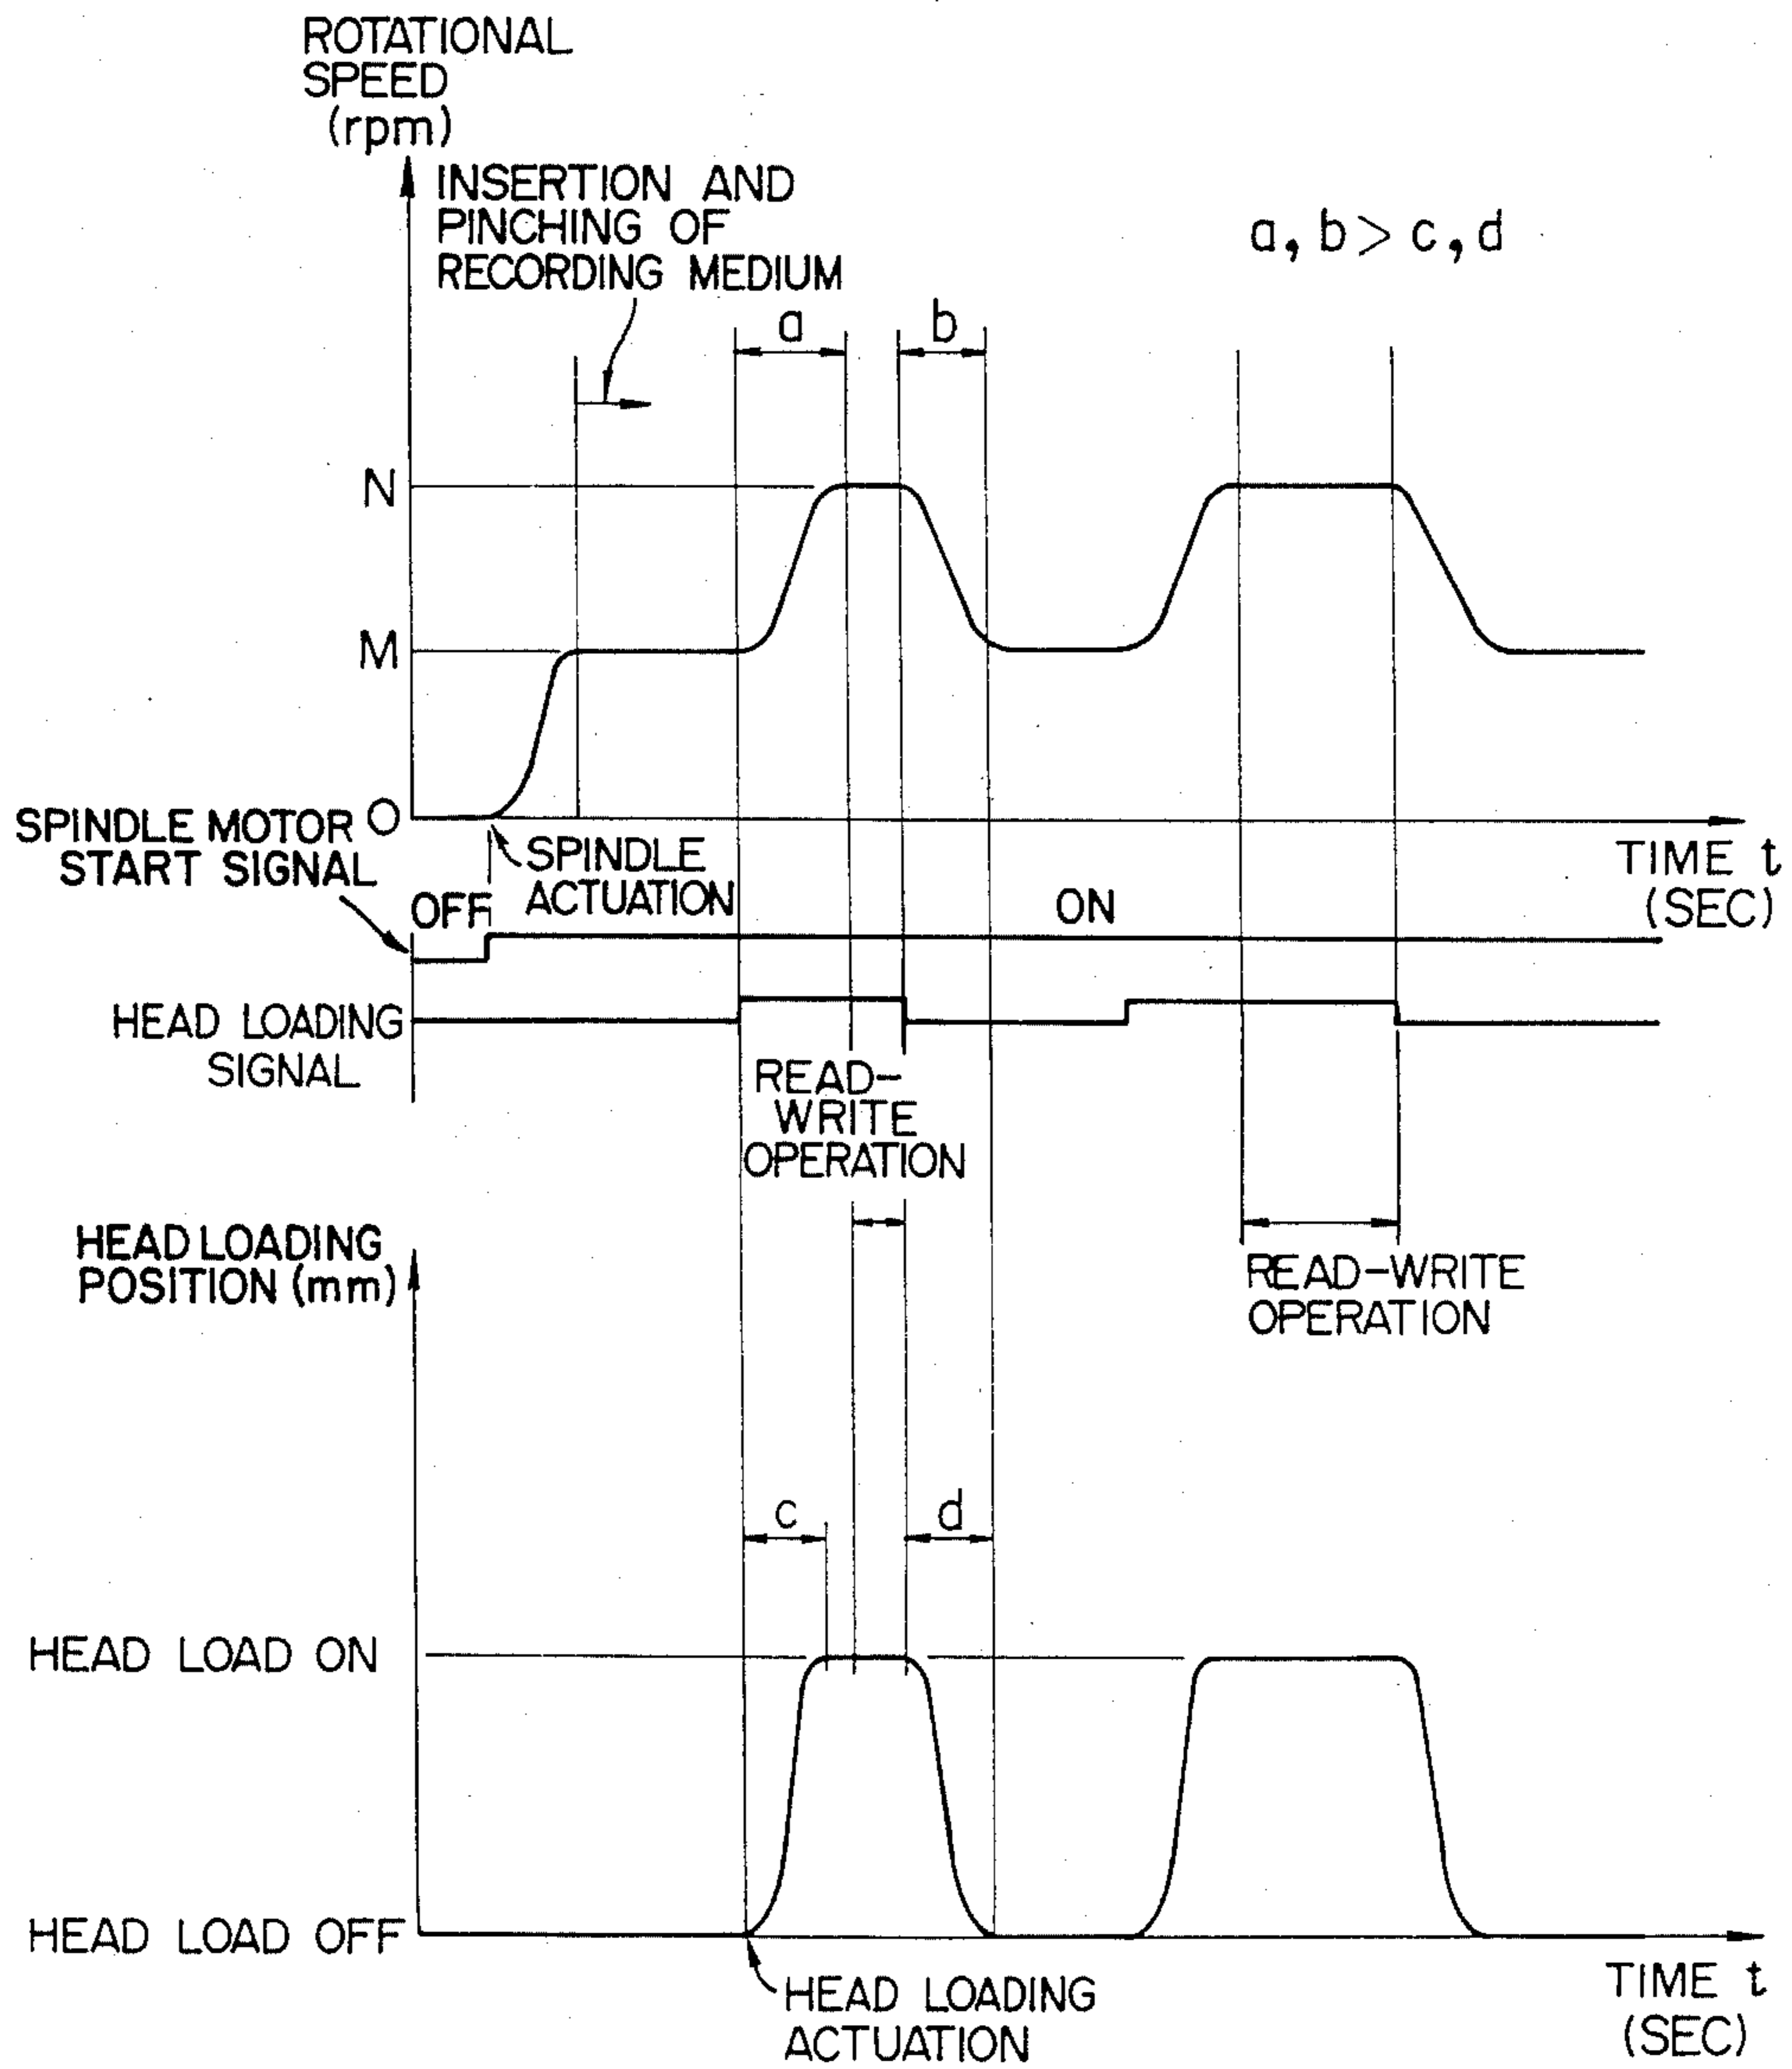 ROTATIONAL
SPEED
(rpm)
INSERTION AND
PINCHING OF
RECORDING MEDIUM
a, b > c, d
a
b
N
M
O
SPINDLE MOTOR
START SIGNAL
SPINDLE
ACTUATION
TIME t
(SEC)
OFF
ON
HEAD LOADING
SIGNAL
READ-
WRITE
OPERATION
HEAD LOADING
POSITION (mm)
READ-WRITE
OPERATION
c
d
HEAD LOAD ON
HEAD LOAD OFF
HEAD LOADING
ACTUATION
TIME t
(SEC)